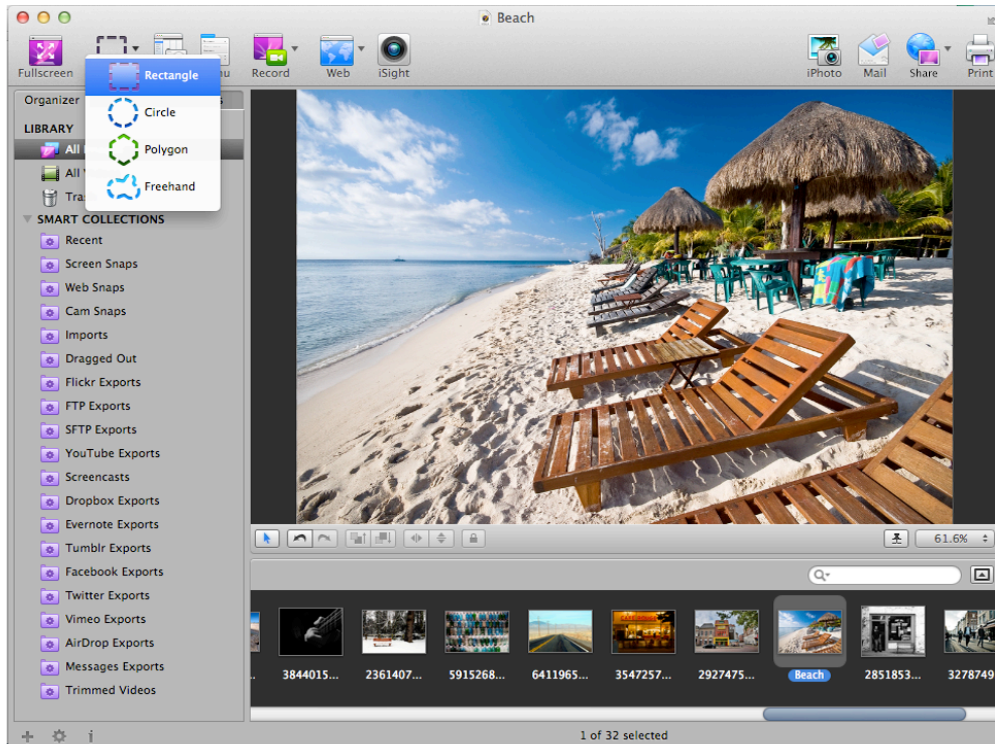 Beach
Fullscreen
Record
Web
iSight
iPhoto
Mail
Share
Print
Rectangle
Circle
Polygon
Freehand
Organizer
LIBRARY
All
All
Tra
SMART COLLECTIONS
Recent
Screen Snaps
Web Snaps
Cam Snaps
Imports
Dragged Out
Flickr Exports
FTP Exports
SFTP Exports
YouTube Exports
Screencasts
Dropbox Exports
Evernote Exports
Tumblr Exports
Facebook Exports
Twitter Exports
Vimeo Exports
AirDrop Exports
Messages Exports
Trimmed Videos
61.6%
3844015...
2361407...
5915268...
6411965...
3547257...
2927475...
Beach
2851853...
3278749
1 of 32 selected